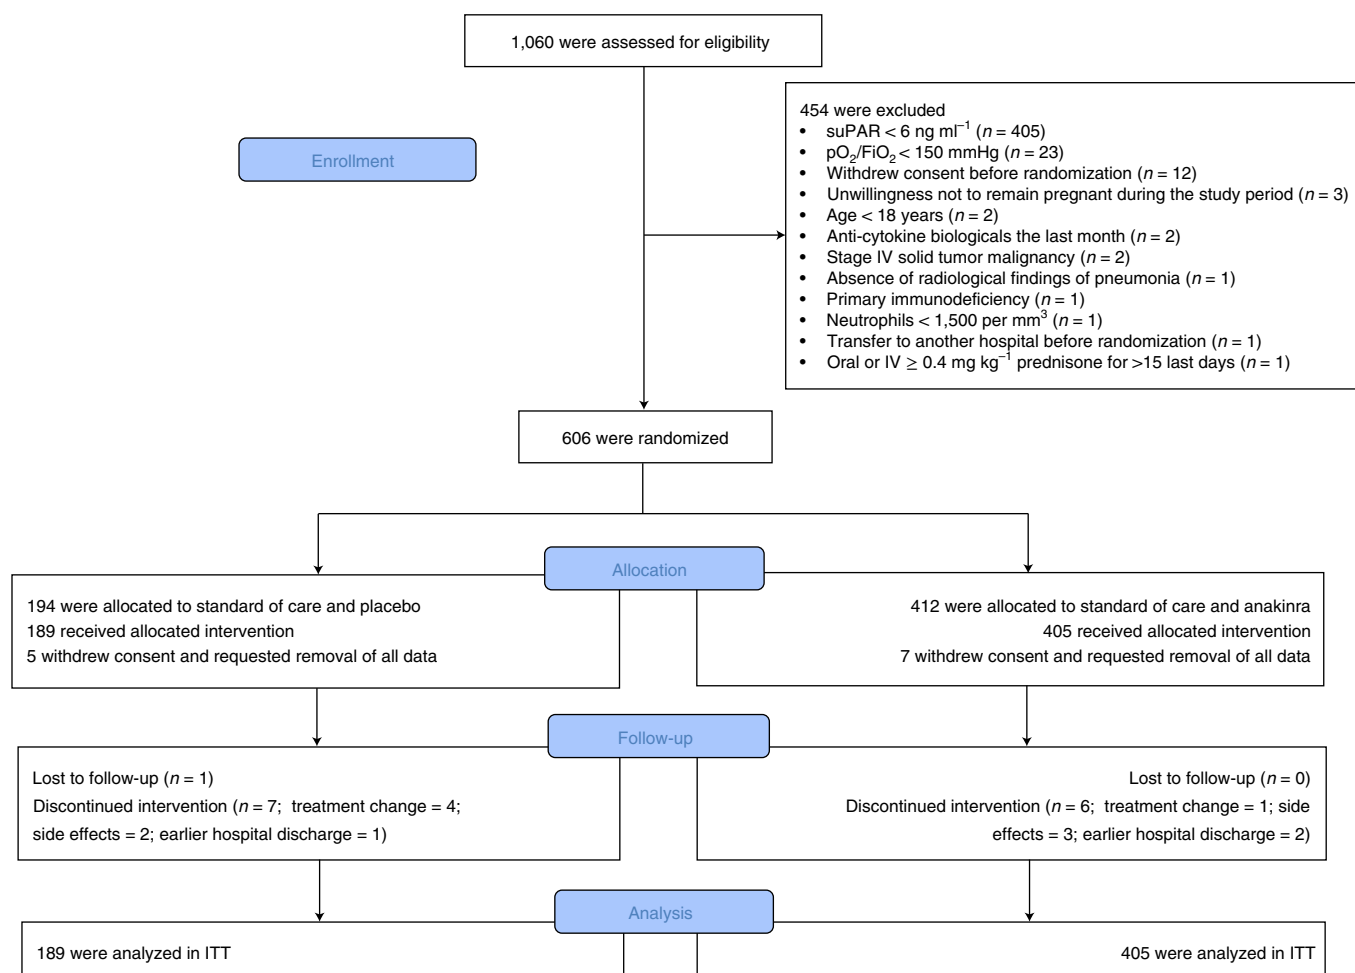 1,060 were assessed for eligibility
454 were excluded
• suPAR < 6 ng ml⁻¹ (n = 405)
• pO₂/FiO₂ < 150 mmHg (n = 23)
• Withdrew consent before randomization (n = 12)
• Unwillingness not to remain pregnant during the study period (n = 3)
• Age < 18 years (n = 2)
• Anti-cytokine biologicals the last month (n = 2)
• Stage IV solid tumor malignancy (n = 2)
• Absence of radiological findings of pneumonia (n = 1)
• Primary immunodeficiency (n = 1)
• Neutrophils < 1,500 per mm³ (n = 1)
• Transfer to another hospital before randomization (n = 1)
• Oral or IV ≥ 0.4 mg kg⁻¹ prednisone for >15 last days (n = 1)
Enrollment
606 were randomized
Allocation
194 were allocated to standard of care and placebo
189 received allocated intervention
5 withdrew consent and requested removal of all data
412 were allocated to standard of care and anakinra
405 received allocated intervention
7 withdrew consent and requested removal of all data
Follow-up
Lost to follow-up (n = 1)
Discontinued intervention (n = 7; treatment change = 4;
side effects = 2; earlier hospital discharge = 1)
Lost to follow-up (n = 0)
Discontinued intervention (n = 6; treatment change = 1; side
effects = 3; earlier hospital discharge = 2)
Analysis
189 were analyzed in ITT
405 were analyzed in ITT